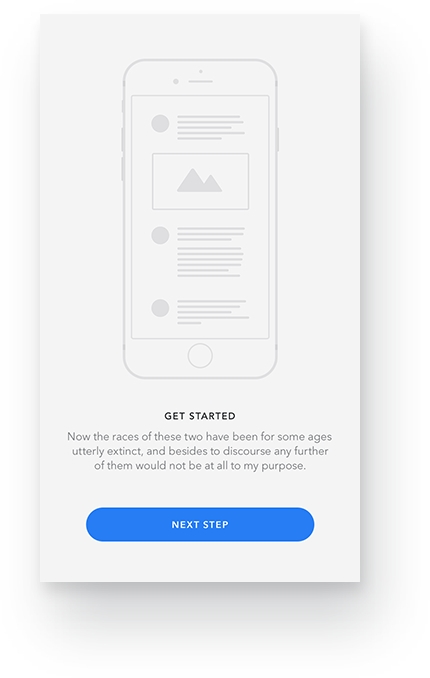 GET STARTED
Now the races of these two have been for some ages
utterly extinct, and besides to discourse any further
of them would not be at all to my purpose.
NEXT STEP